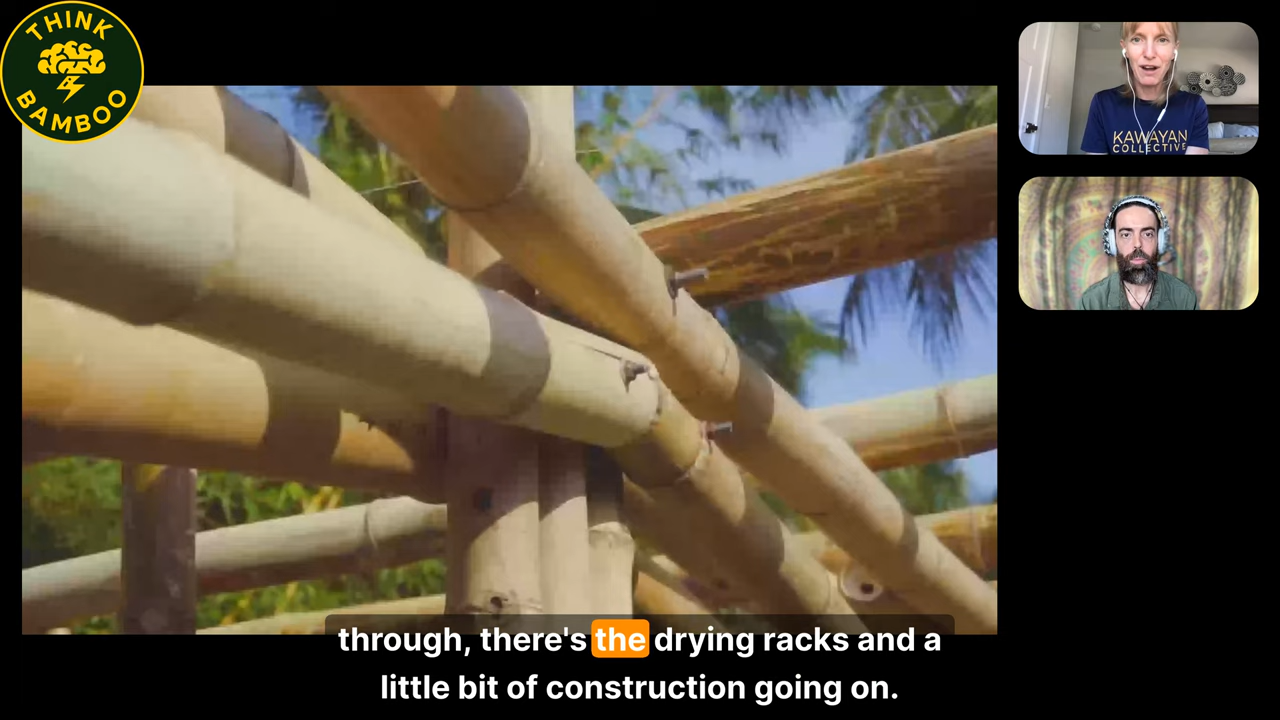 THINK
BAMBOO
KAWAYAN
COLLECTIVE
through, there's the drying racks and a
little bit of construction going on.